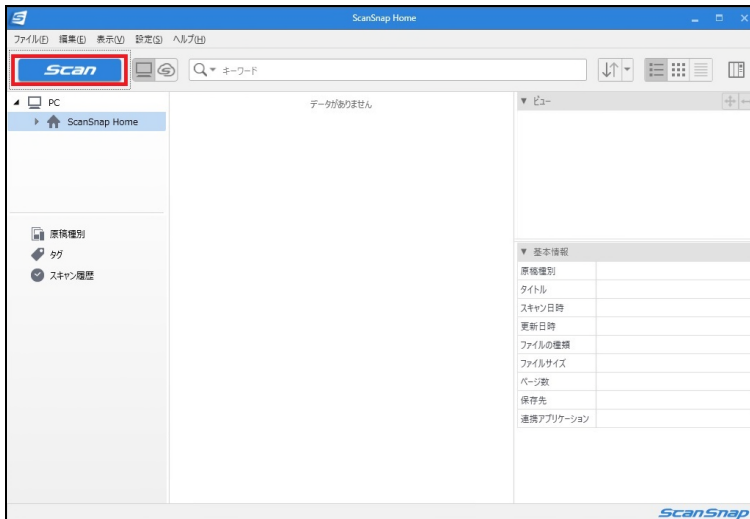 ScanSnap Home
ファイル(F) 編集(E) 表示(V) 設定(S) ヘルプ(H)
Scan
キーワード
PC
ScanSnap Home
原稿種別
タグ
スキャン履歴
データがありません
ビュー
基本情報
原稿種別
タイトル
スキャン日時
更新日時
ファイルの種類
ファイルサイズ
ページ数
保存先
連携アプリケーション
ScanSnap